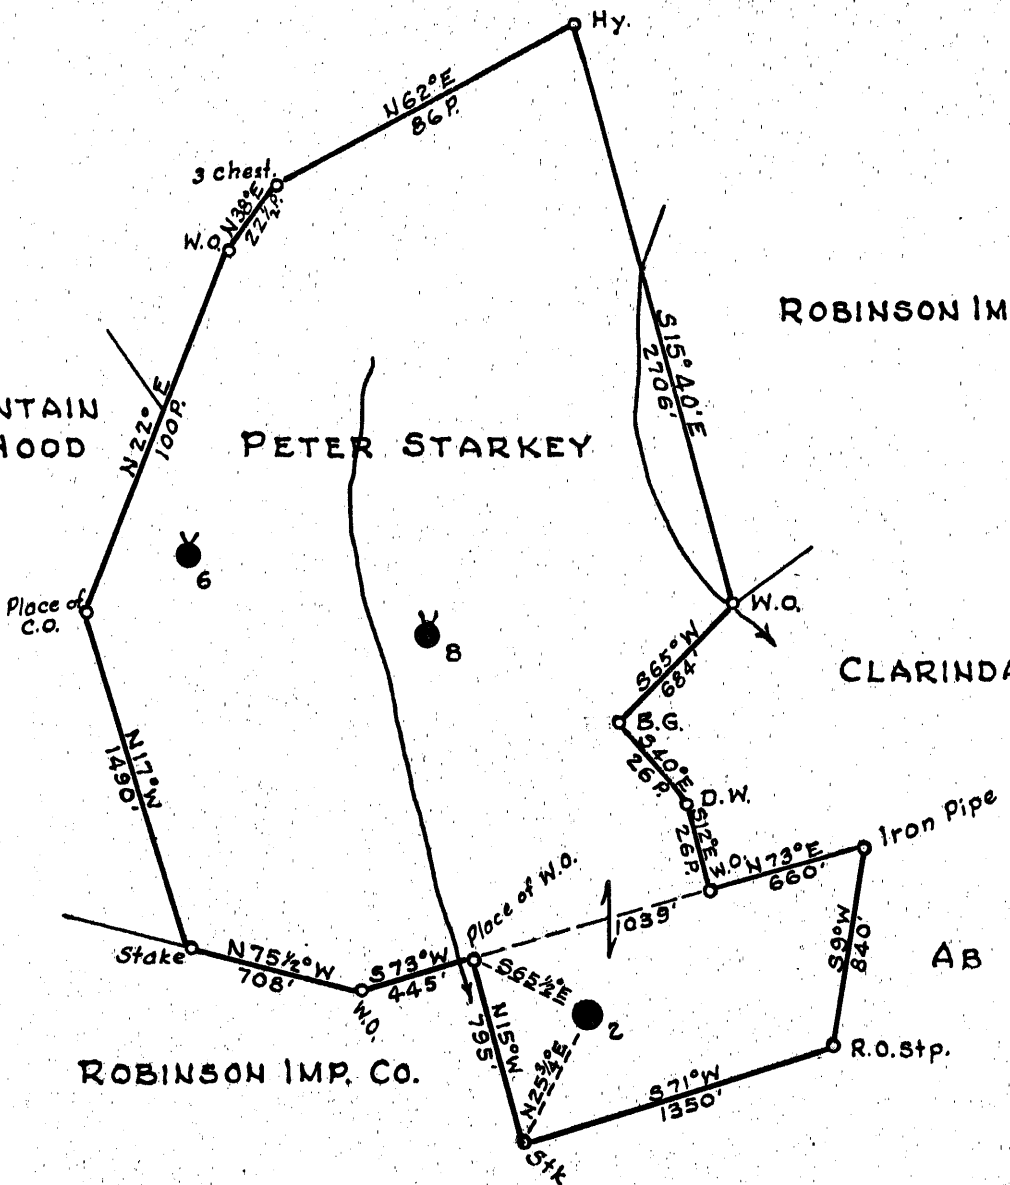 Hy.
N62°E
86P.
3 Chest.
N38°E
22½P.
W.O.
ROBINSON IM
S15°40'E
2706'
N22°E
100P.
NTAIN
HOOD
PETER STARKEY
6
8
Place of
C.O.
W.O.
S65°W
684'
CLARINDA
B.G.
S40°E
26P.
D.W.
S12°E
26P.
W.O.
N73°E
660'
Iron Pipe
N17°W
1490'
Place of W.O.
1039'
S9°W
840'
AB
Stake
N75½°W
708'
S73°W
445'
W.O.
S65½°E
2
N15°W
795'
N25¾°E
R.O.Stp.
S71°W
1350'
Stk
ROBINSON IMP. CO.